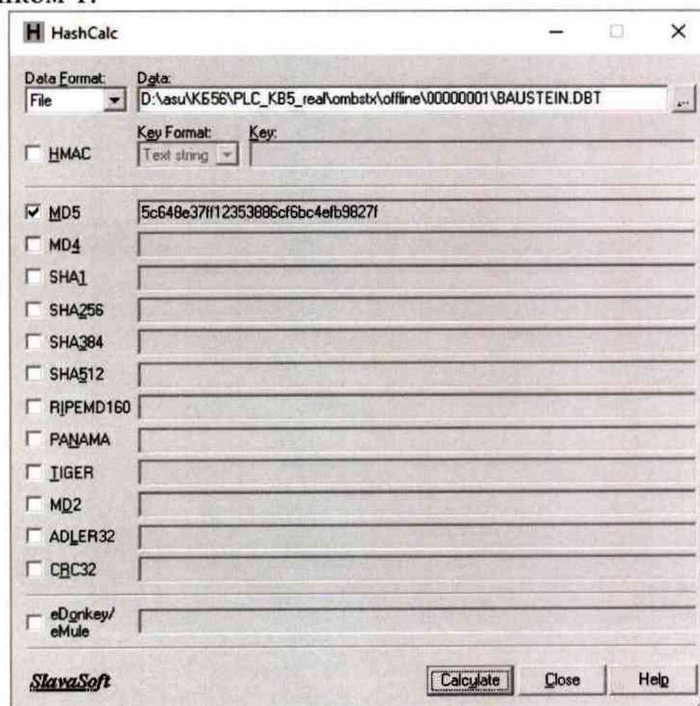 HashCalc
Data Format: Data:
File D:\asu\КБ56\PLC_KB5_real\ombstx\offline\00000001\BAUSTEIN.DBT ...
Key Format: Key:
HMAC Text string
MD5 5c648e37ff12353886cf6bc4efb9827f
MD4
SHA1
SHA256
SHA384
SHA512
RIPEMD160
PANAMA
TIGER
MD2
ADLER32
CRC32
eDonkey/
eMule
SlavaSoft Calculate Close Help